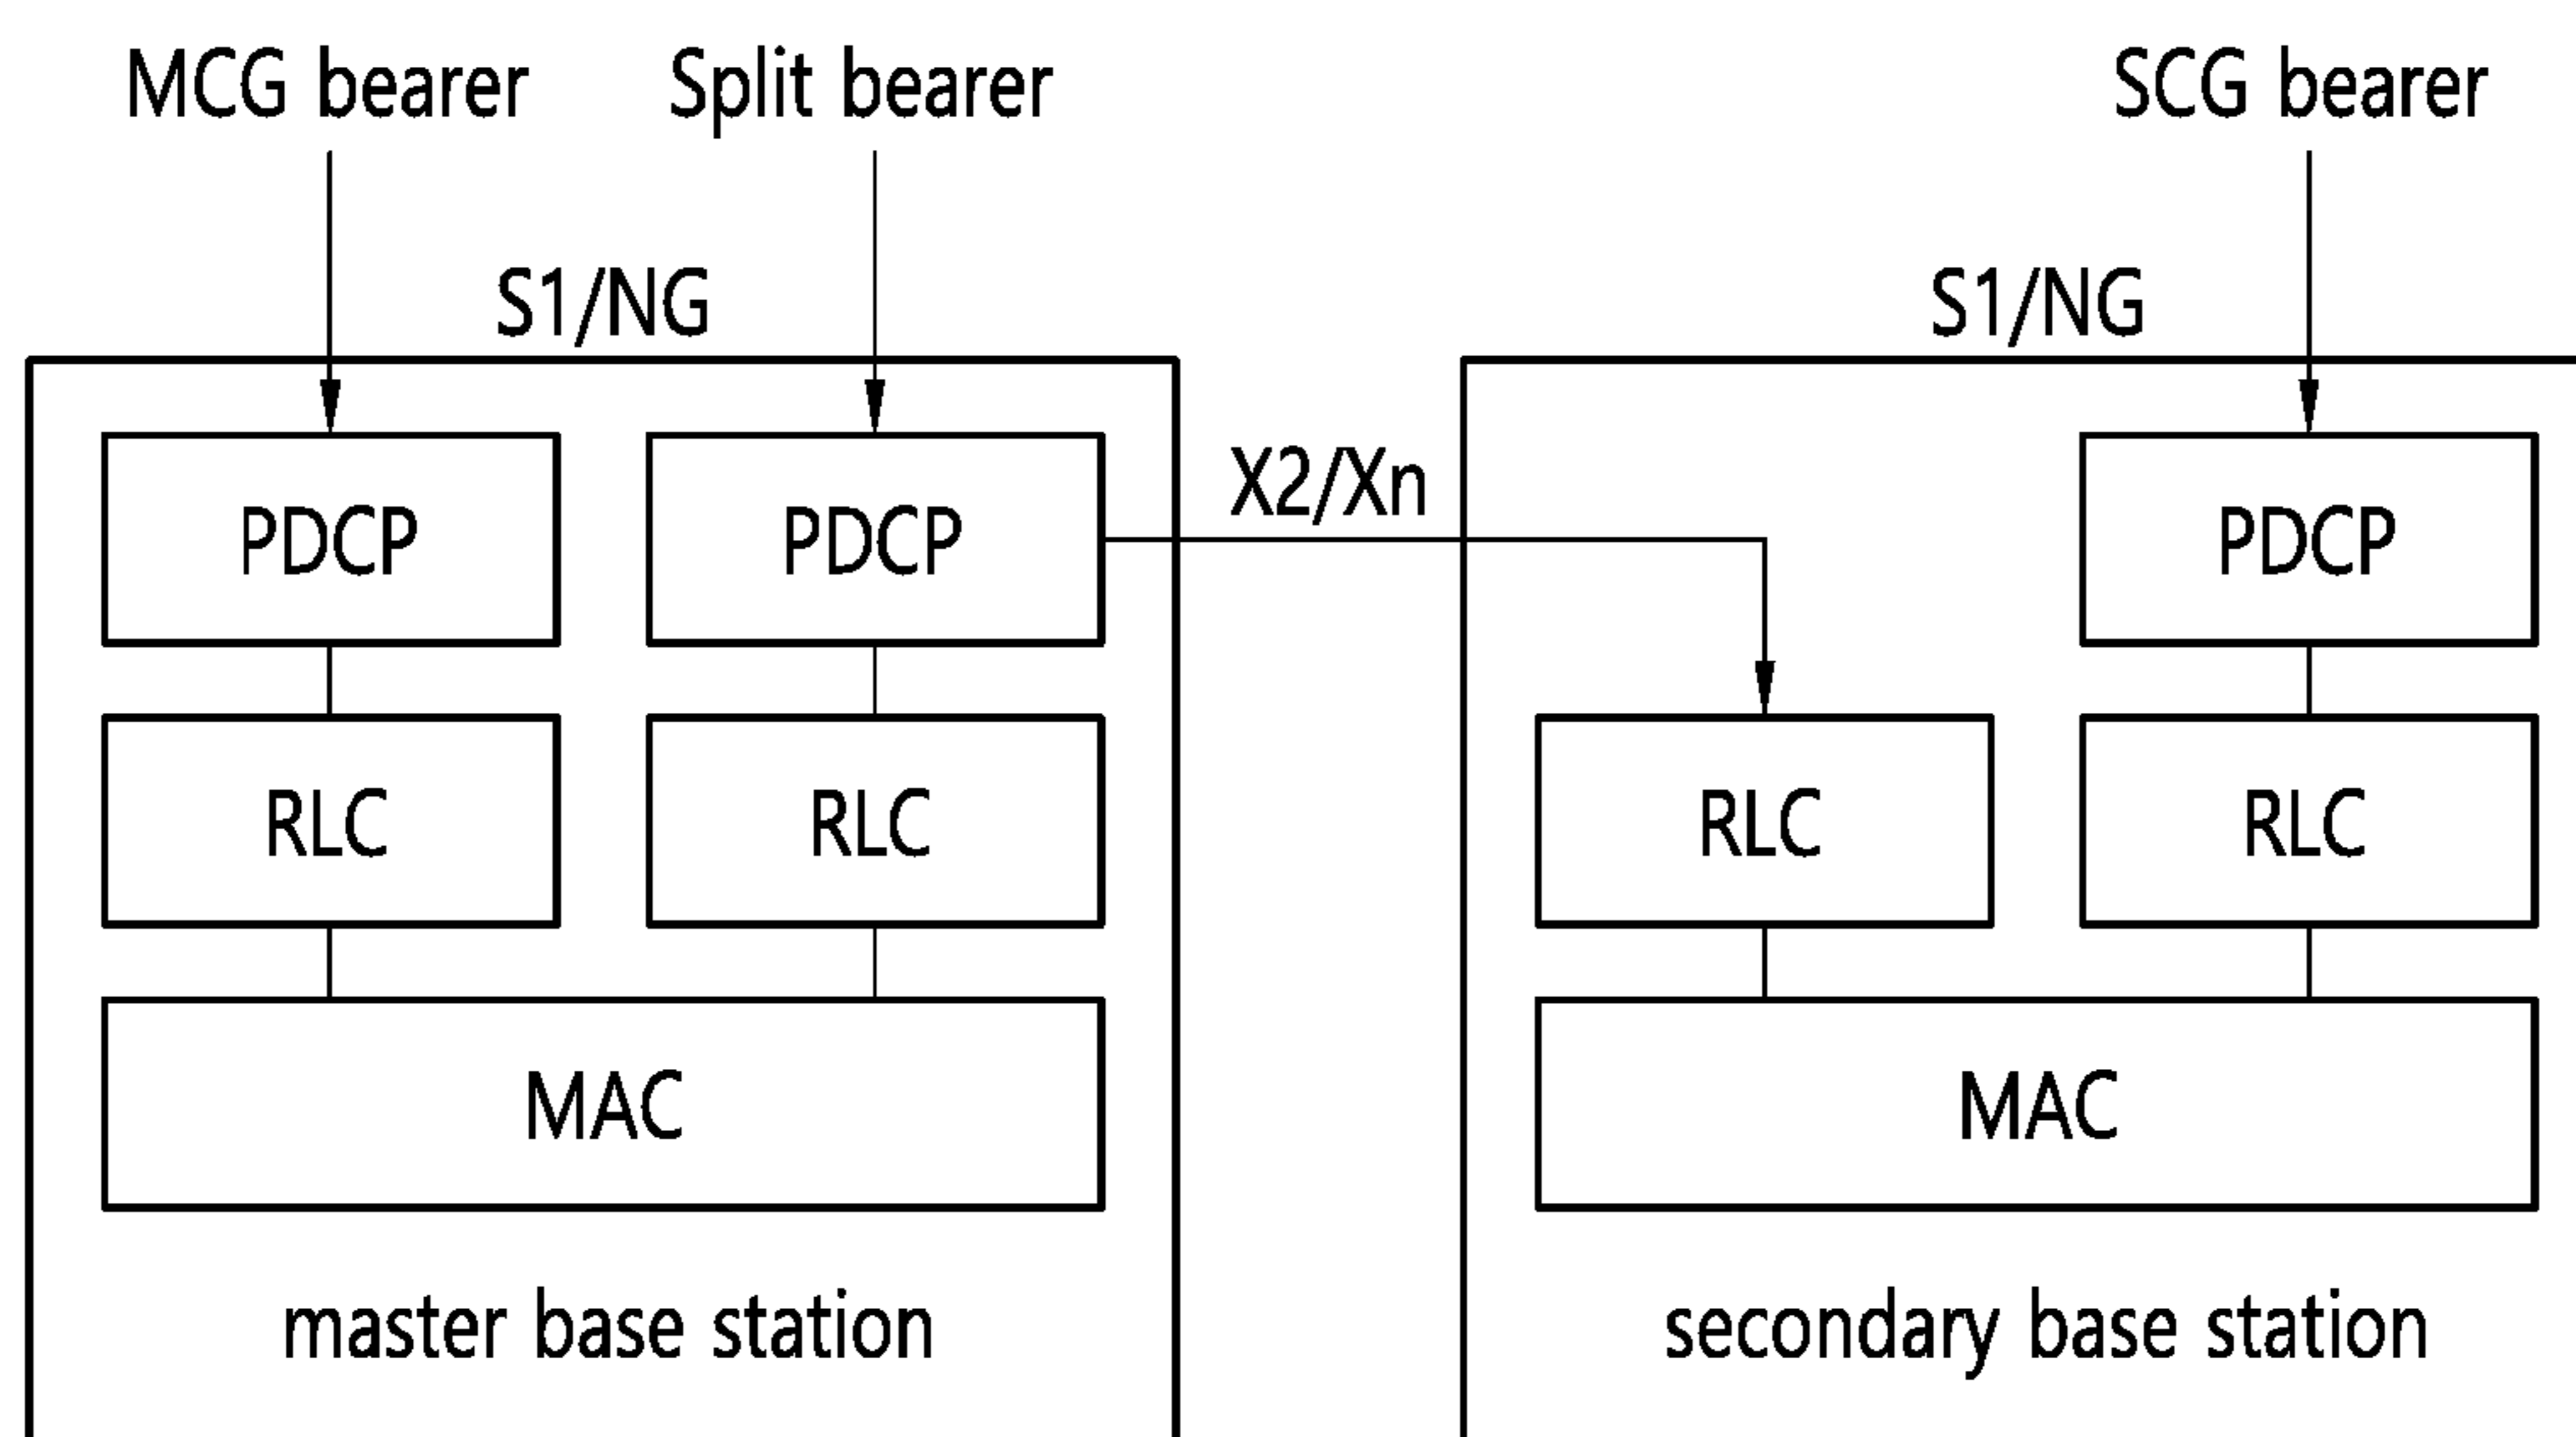 MCG bearer Split bearer SCG bearer
S1/NG S1/NG
X2/Xn
PDCP PDCP PDCP
RLC RLC RLC RLC
MAC MAC
master base station secondary base station